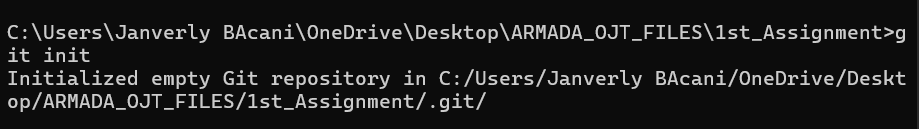 C:\Users\Janverly BAcani\OneDrive\Desktop\ARMADA_OJT_FILES\1st_Assignment>g
it init
Initialized empty Git repository in C:/Users/Janverly BAcani/OneDrive/Deskt
op/ARMADA_OJT_FILES/1st_Assignment/.git/